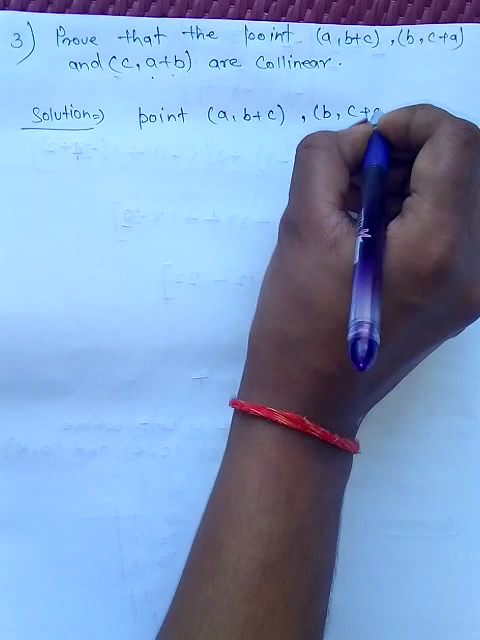 3) Prove that the point (a, b+c), (b, c+a)
and (c, a+b) are collinear.
Solution⇒ point (a, b+c), (b, c+a